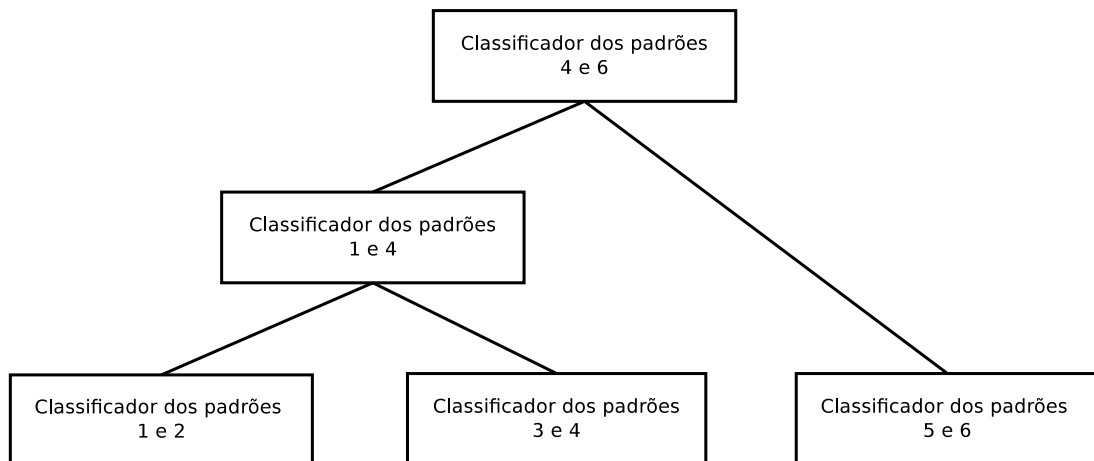 Classificador dos padrões
4 e 6
Classificador dos padrões
1 e 4
Classificador dos padrões
1 e 2
Classificador dos padrões
3 e 4
Classificador dos padrões
5 e 6